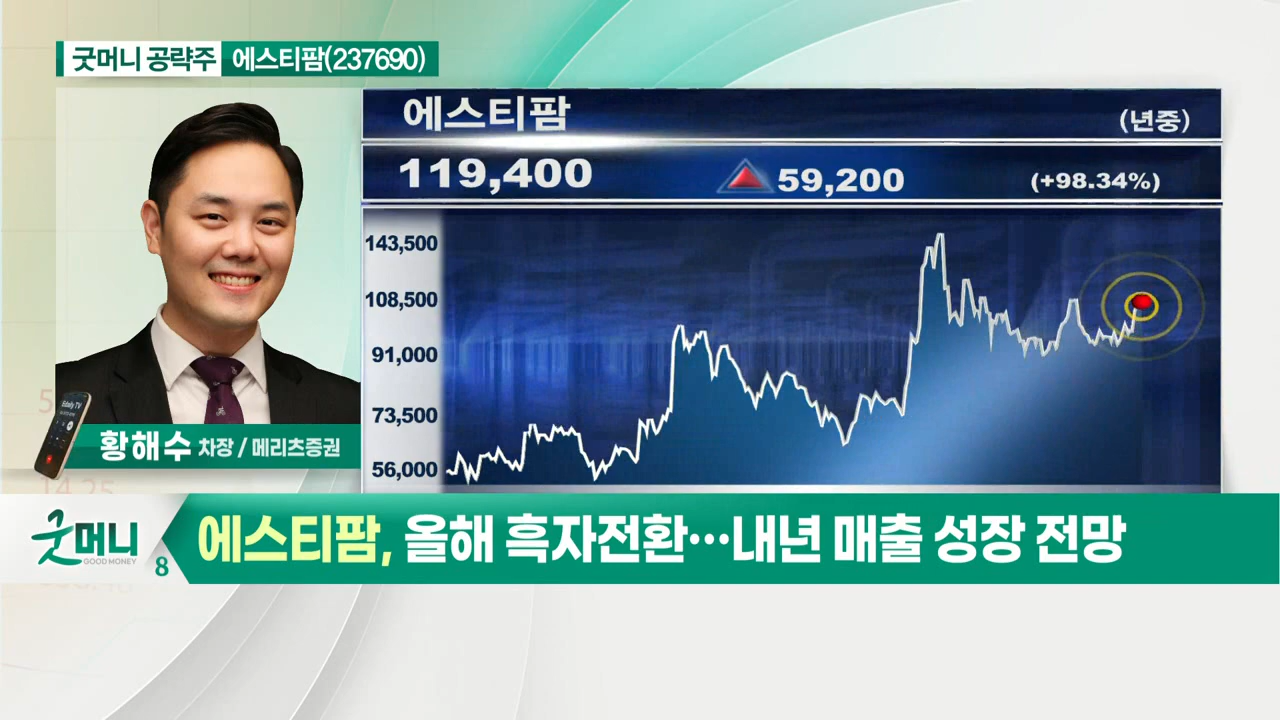 굿머니 공략주 에스티팜(237690)
에스티팜 (년중)
119,400 ▲ 59,200 (+98.34%)
143,500
108,500
91,000
73,500
56,000
황해수 차장 / 메리츠증권
굿머니
GOOD MONEY
8
에스티팜, 올해 흑자전환…내년 매출 성장 전망